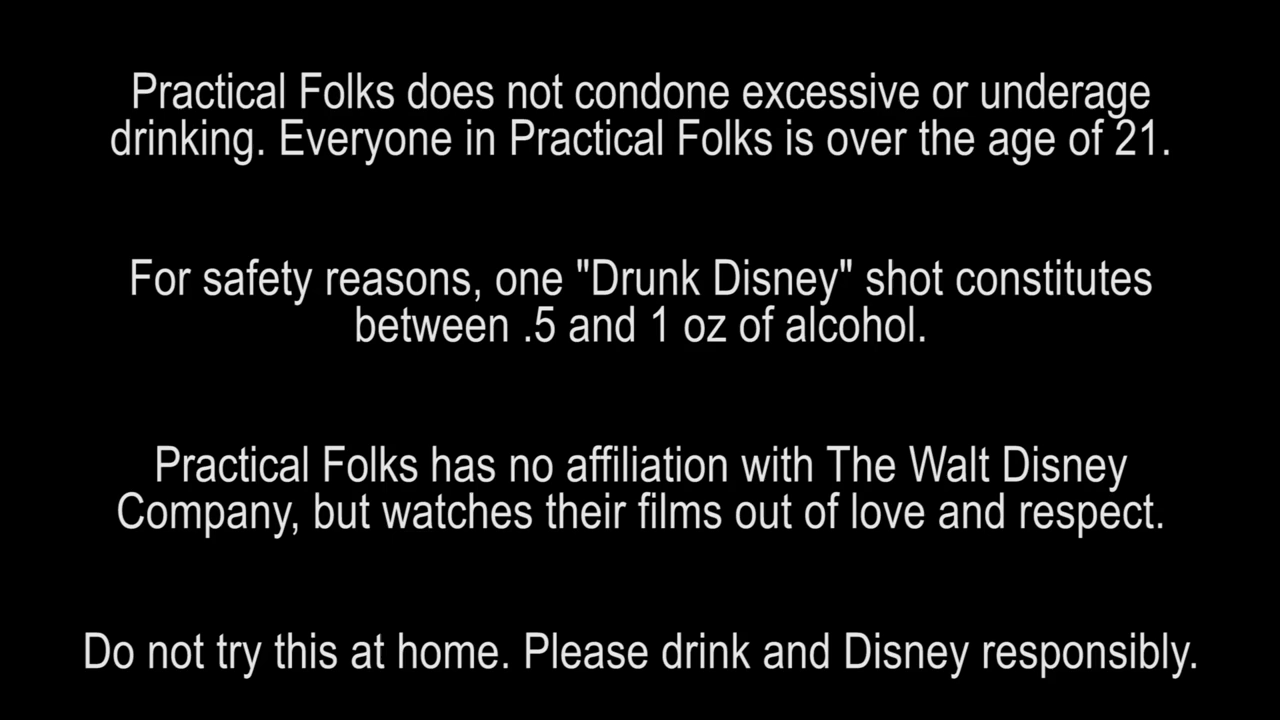 Practical Folks does not condone excessive or underage
drinking. Everyone in Practical Folks is over the age of 21.
For safety reasons, one "Drunk Disney" shot constitutes
between .5 and 1 oz of alcohol.
Practical Folks has no affiliation with The Walt Disney
Company, but watches their films out of love and respect.
Do not try this at home. Please drink and Disney responsibly.